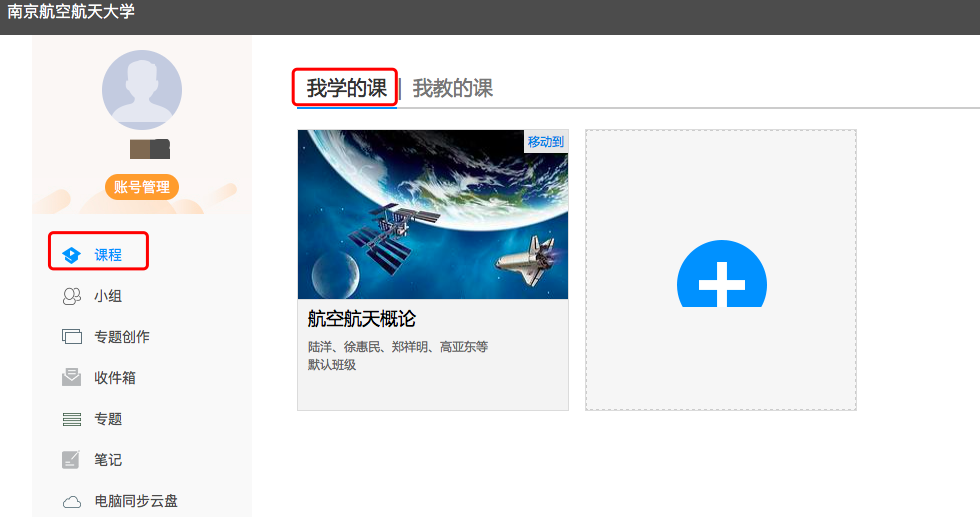 南京航空航天大学
账号管理
课程
小组
专题创作
收件箱
专题
笔记
电脑同步云盘
我学的课 | 我教的课
移动到
航空航天概论
陆洋、徐惠民、郑祥明、高亚东等
默认班级